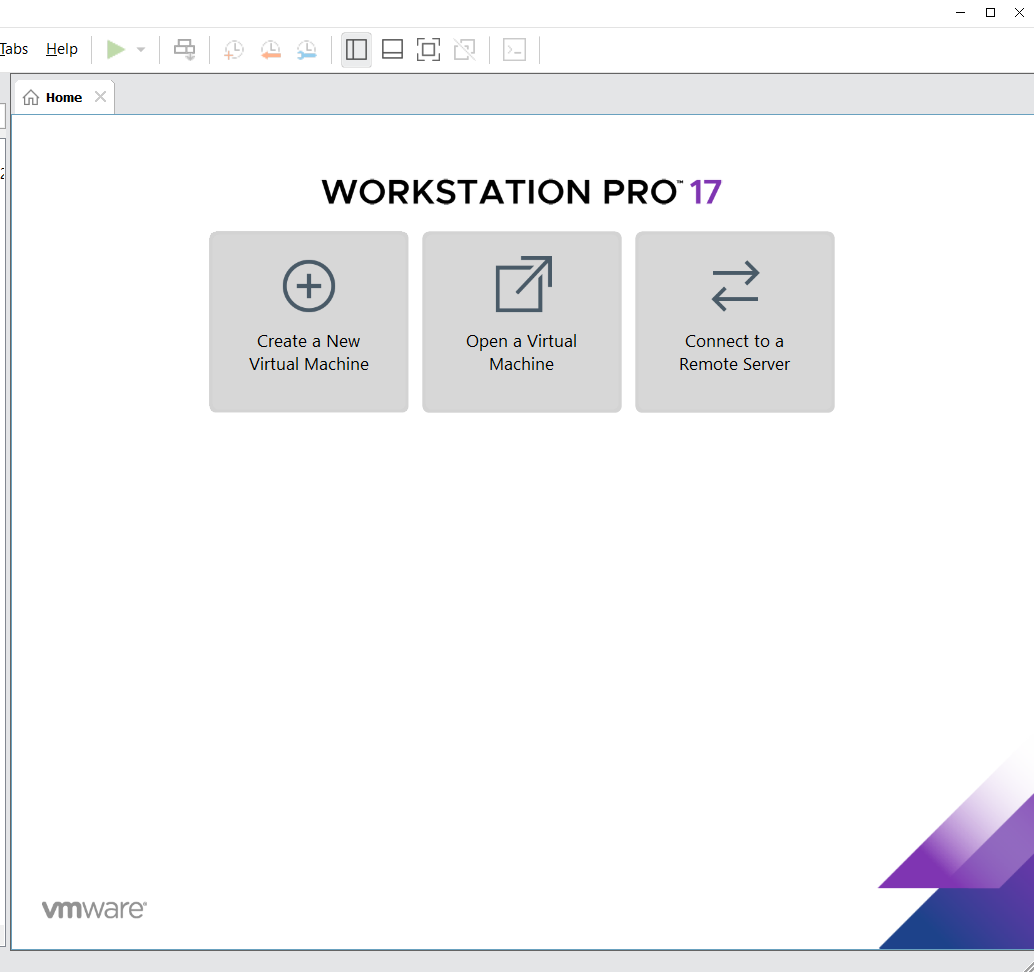 Tabs Help
Home
WORKSTATION PRO™ 17
Create a New
Virtual Machine
Open a Virtual
Machine
Connect to a
Remote Server
vmware®